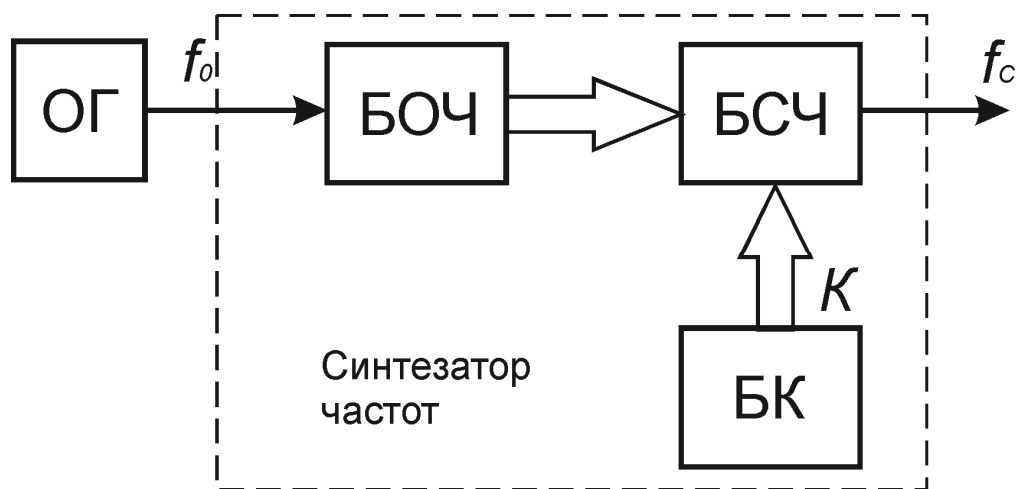 f0
fC
ОГ
БОЧ
БСЧ
К
Синтезатор
частот
БК